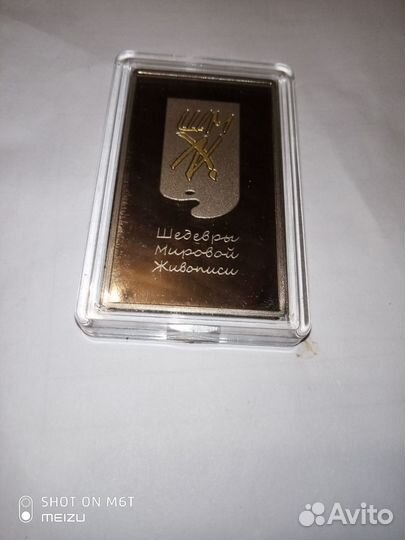 ШМЖ
Шедевры
Мировой
Живописи
SHOT ON M6T
MEIZU
Avito